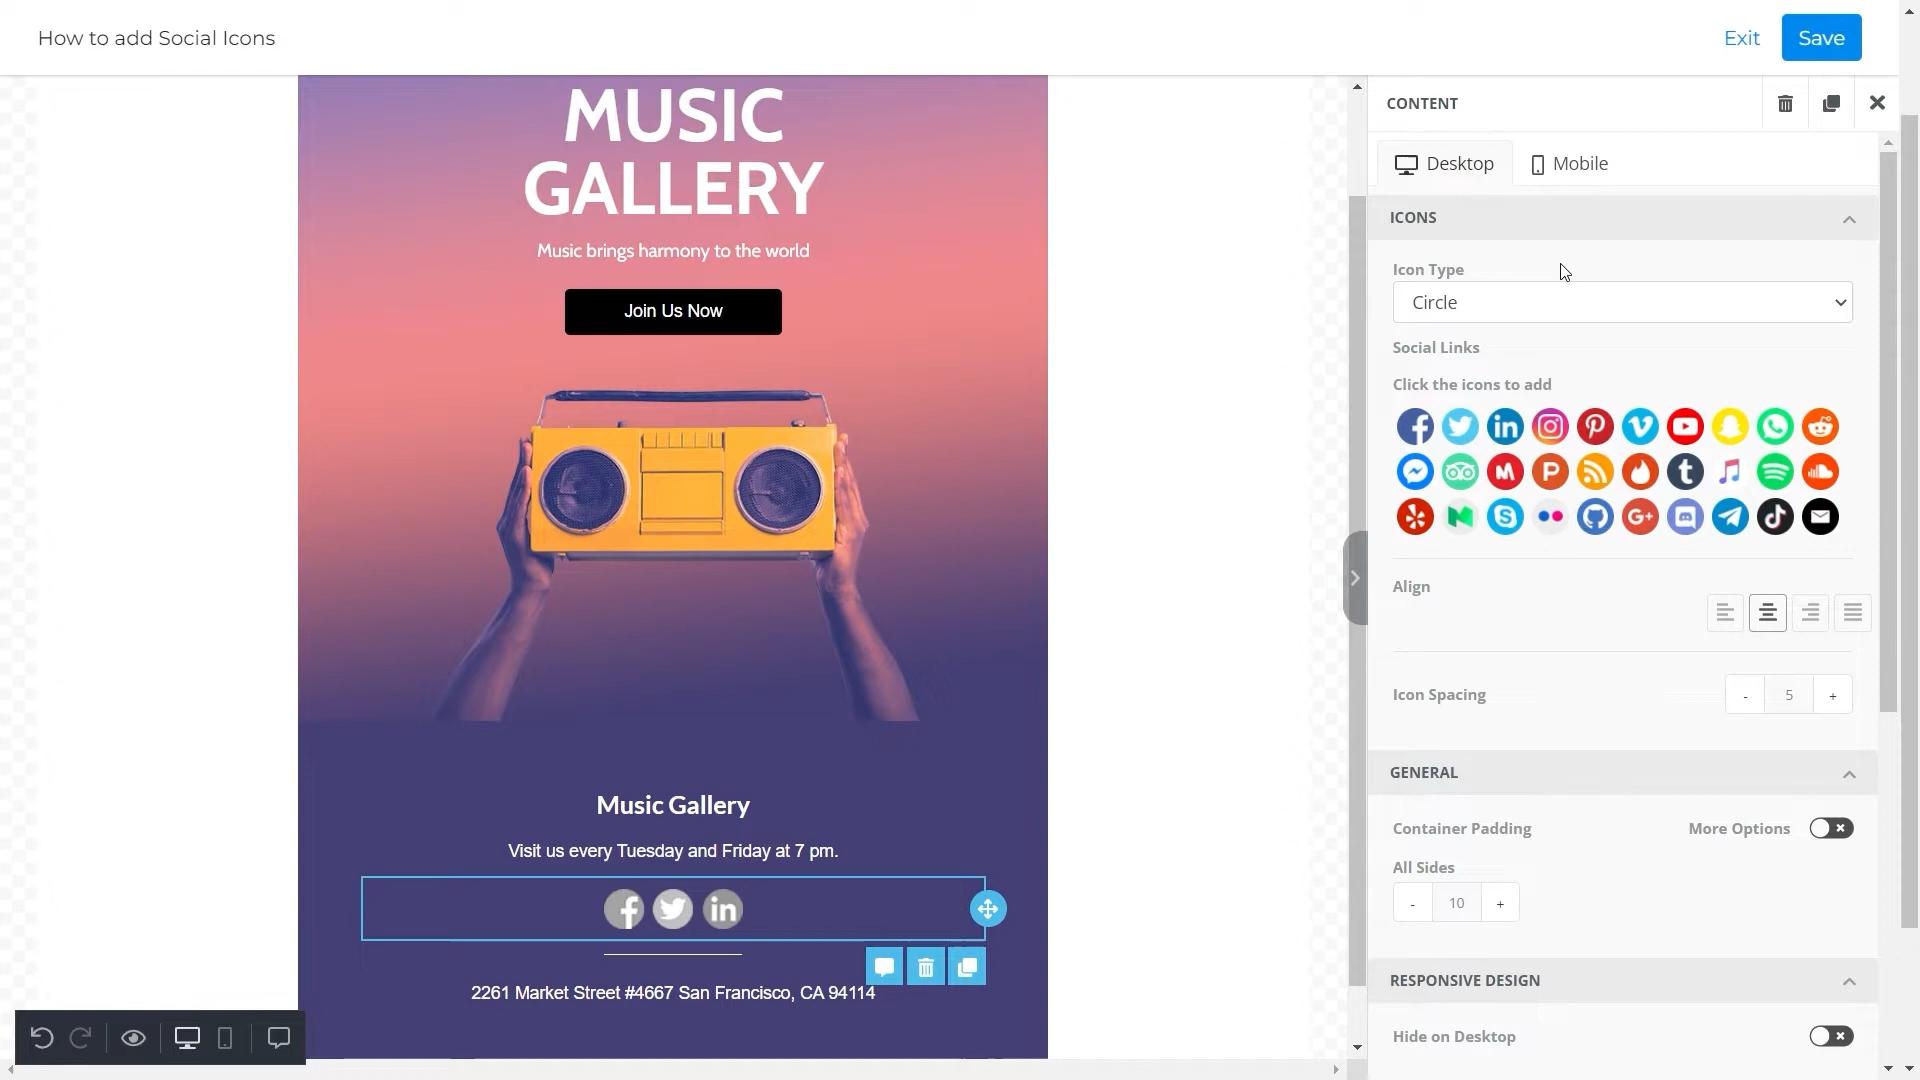 How to add Social Icons
Exit
Save
MUSIC
GALLERY
Music brings harmony to the world
Join Us Now
Music Gallery
Visit us every Tuesday and Friday at 7 pm.
2261 Market Street #4667 San Francisco, CA 94114
CONTENT
Desktop
Mobile
ICONS
Icon Type
Circle
Social Links
Click the icons to add
Align
Icon Spacing
- 5 +
GENERAL
Container Padding
More Options
All Sides
- 10 +
RESPONSIVE DESIGN
Hide on Desktop